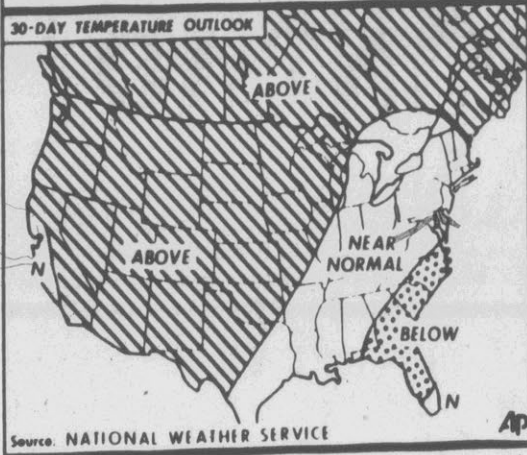 30-DAY TEMPERATURE OUTLOOK
ABOVE
ABOVE
NEAR
NORMAL
N
BELOW
N
Source: NATIONAL WEATHER SERVICE
AP